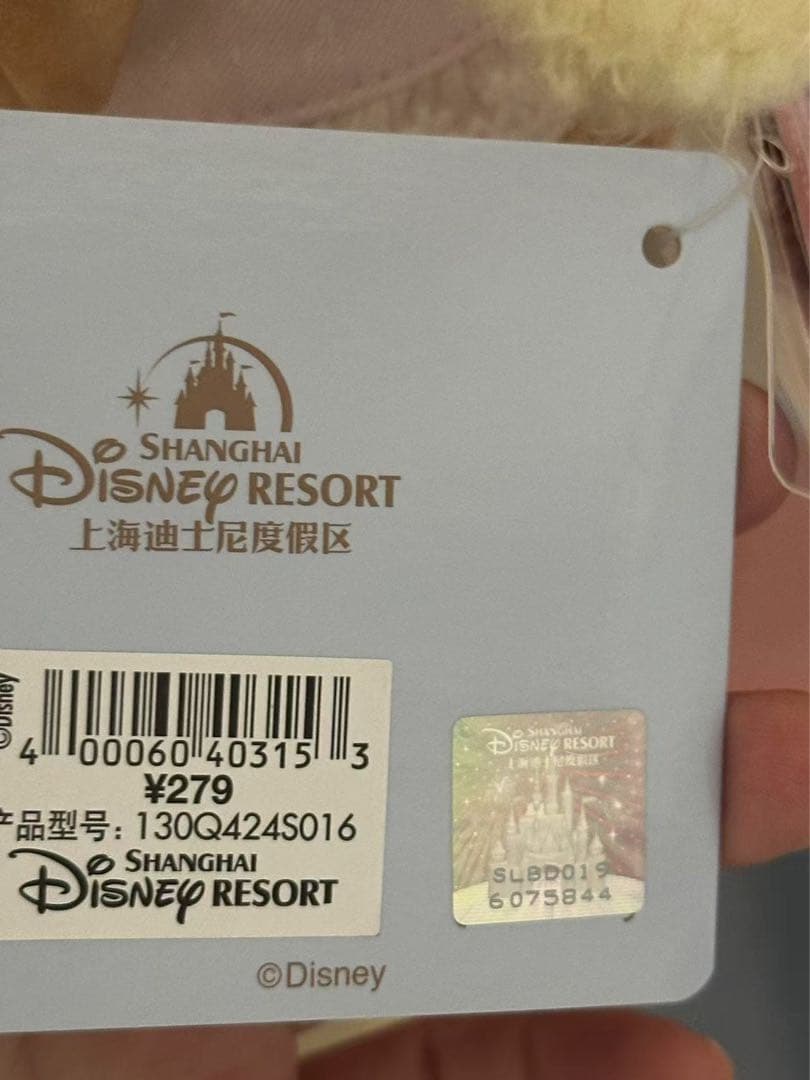 SHANGHAI
DISNEY RESORT
上海迪士尼度假区
©Disney
4 00060 40315 3
¥279
产品型号: 130Q424S016
SHANGHAI
DISNEY RESORT
SHANGHAI
DISNEY RESORT
上海迪士尼度假区
SLBD019
6075844
©Disney